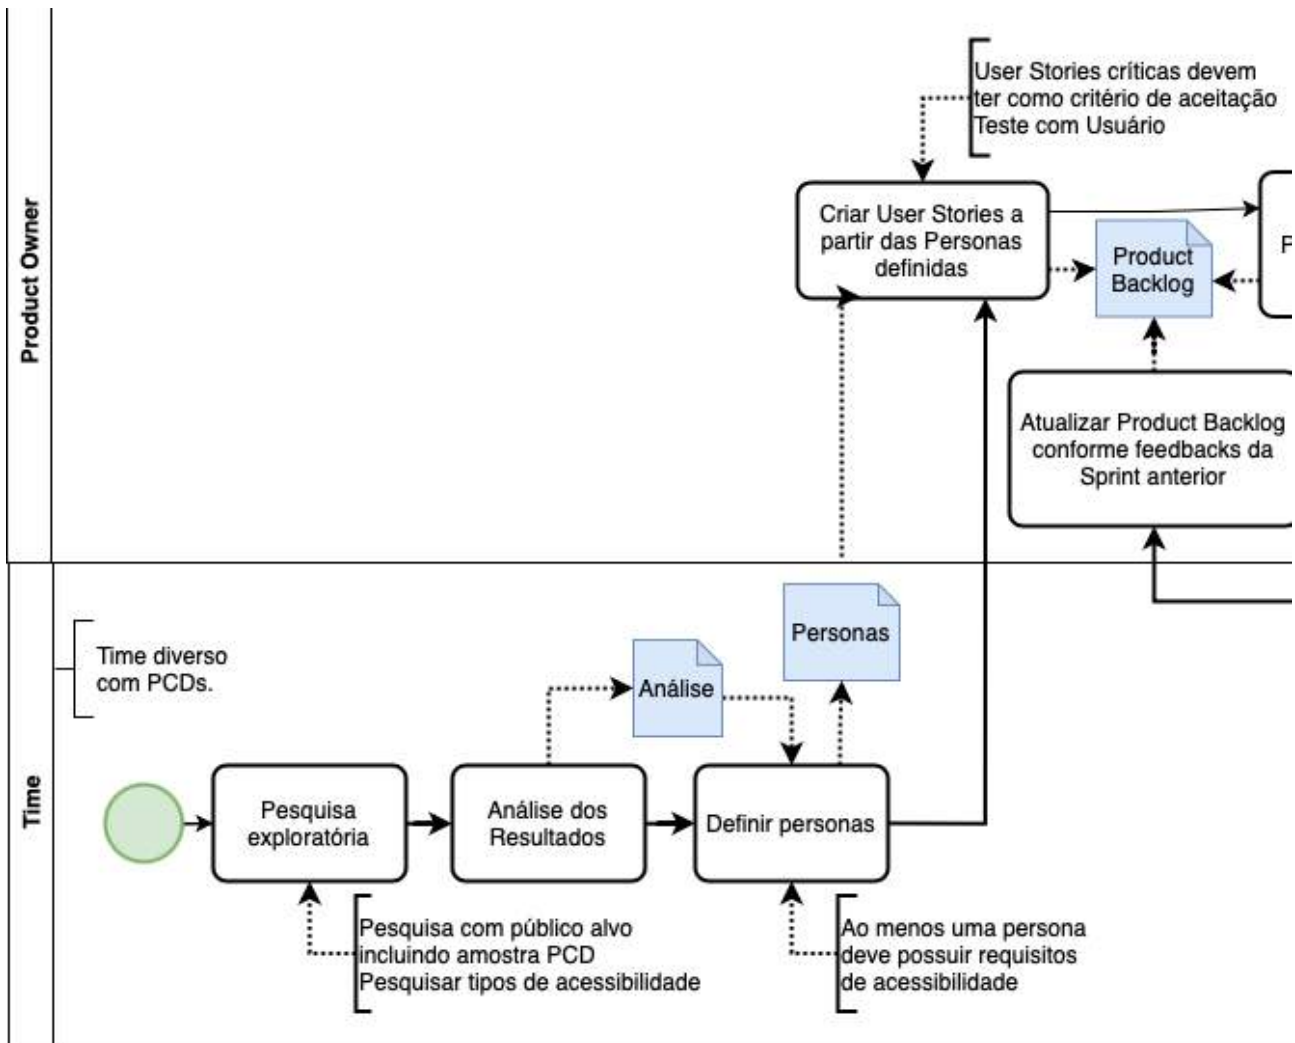 Product Owner
User Stories críticas devem
ter como critério de aceitação
Teste com Usuário
Criar User Stories a
partir das Personas
definidas
Product
Backlog
P
Atualizar Product Backlog
conforme feedbacks da
Sprint anterior
Time
Time diverso
com PCDs.
Análise
Personas
Pesquisa
exploratória
Análise dos
Resultados
Definir personas
Pesquisa com público alvo
incluindo amostra PCD
Pesquisar tipos de acessibilidade
Ao menos uma persona
deve possuir requisitos
de acessibilidade